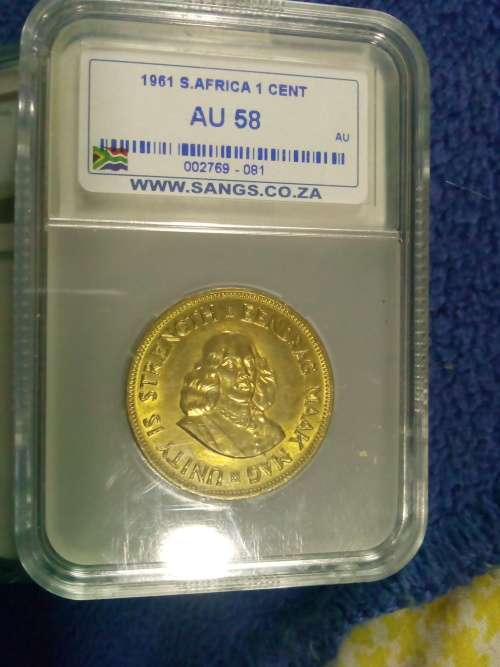 1961 S.AFRICA 1 CENT
AU 58
AU
002769 - 081
WWW.SANGS.CO.ZA
UNITY IS STRENGTH EENDRAG MAAK MAG